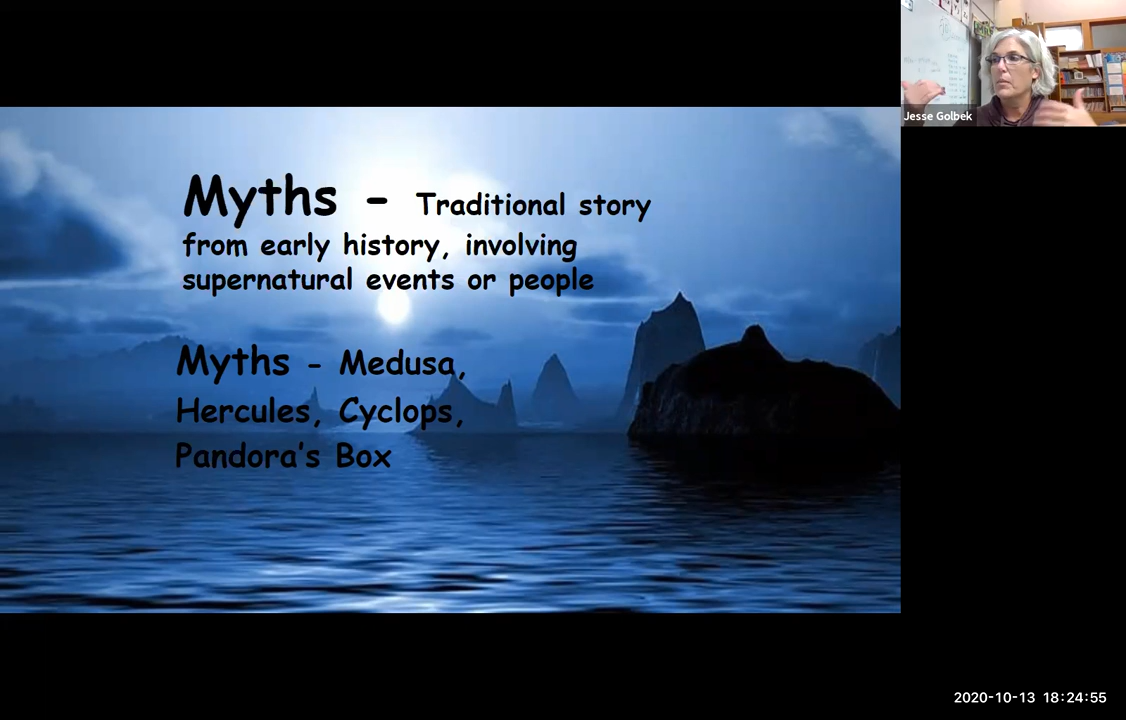 Myths - Traditional story
from early history, involving
supernatural events or people
Myths - Medusa,
Hercules, Cyclops,
Pandora's Box
Jesse Golbek
2020-10-13 18:24:55